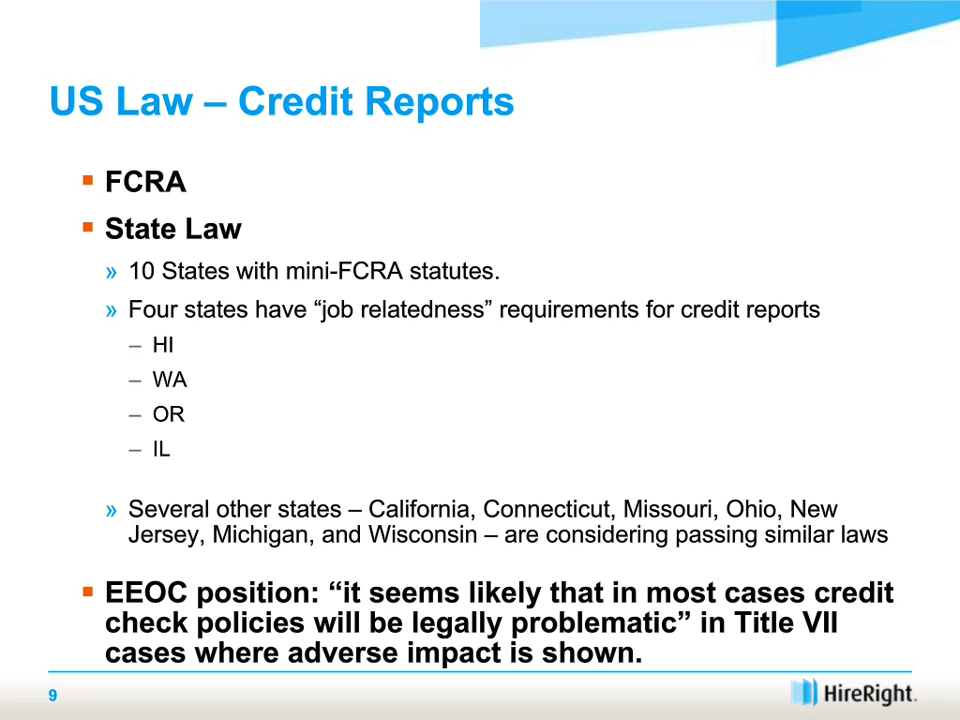 US Law – Credit Reports
▪ FCRA
▪ State Law
» 10 States with mini-FCRA statutes.
» Four states have “job relatedness” requirements for credit reports
– HI
– WA
– OR
– IL
» Several other states – California, Connecticut, Missouri, Ohio, New
Jersey, Michigan, and Wisconsin – are considering passing similar laws
▪ EEOC position: “it seems likely that in most cases credit
check policies will be legally problematic” in Title VII
cases where adverse impact is shown.
9
HireRight.